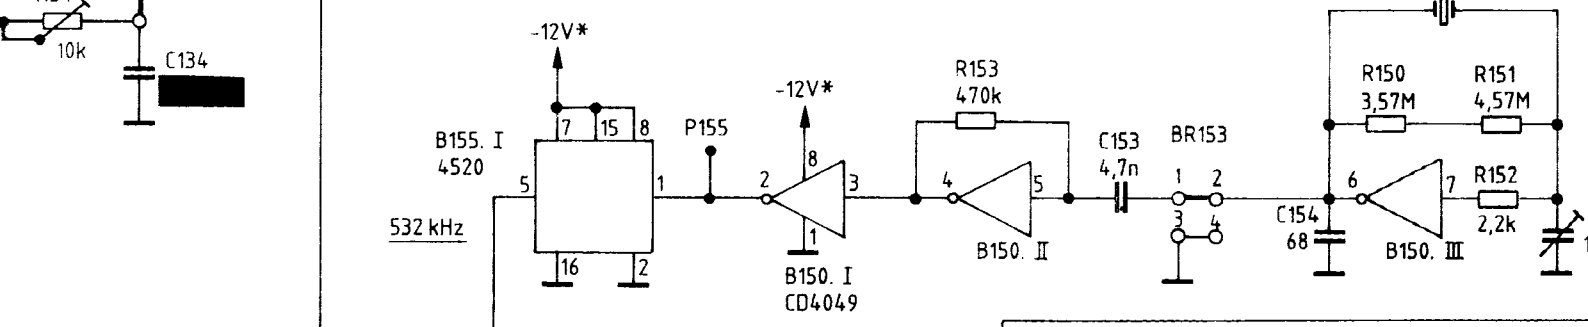 10k
C134
-12V*
7
15
8
B155. I
4520
5
1
16
2
532 kHz
P155
-12V*
8
2
3
1
B150. I
CD4049
R153
470k
4
5
B150. II
C153
4,7n
BR153
1
2
3
4
C154
68
R150
3,57M
R151
4,57M
6
7
R152
2,2k
B150. III